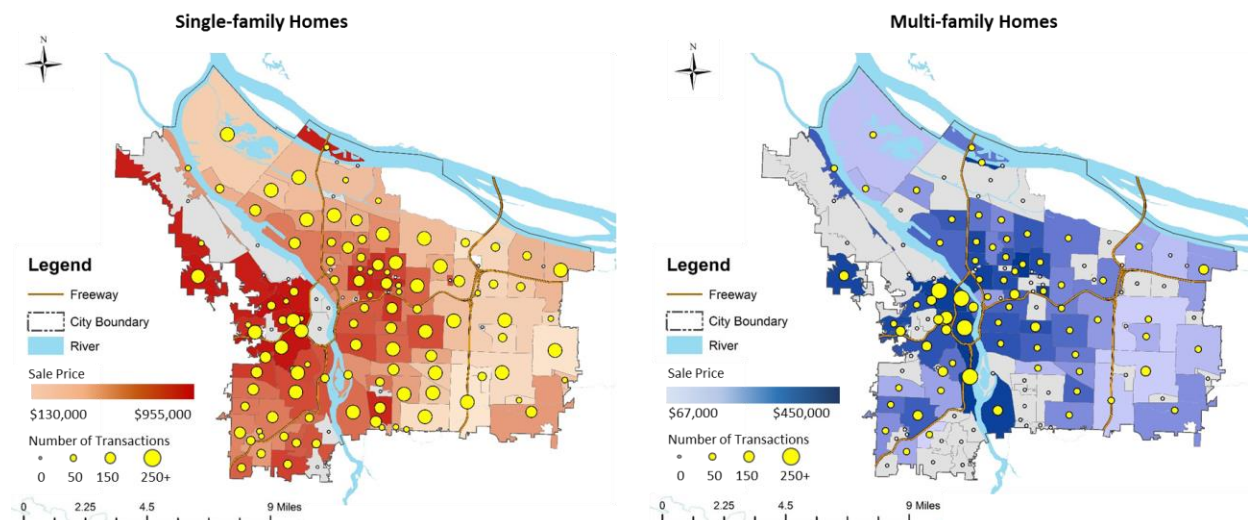 Single-family Homes
N
Legend
Freeway
City Boundary
River
Sale Price
$130,000 $955,000
Number of Transactions
0 50 150 250+
0 2.25 4.5 9 Miles
Multi-family Homes
N
Legend
Freeway
City Boundary
River
Sale Price
$67,000 $450,000
Number of Transactions
0 50 150 250+
0 2.25 4.5 9 Miles